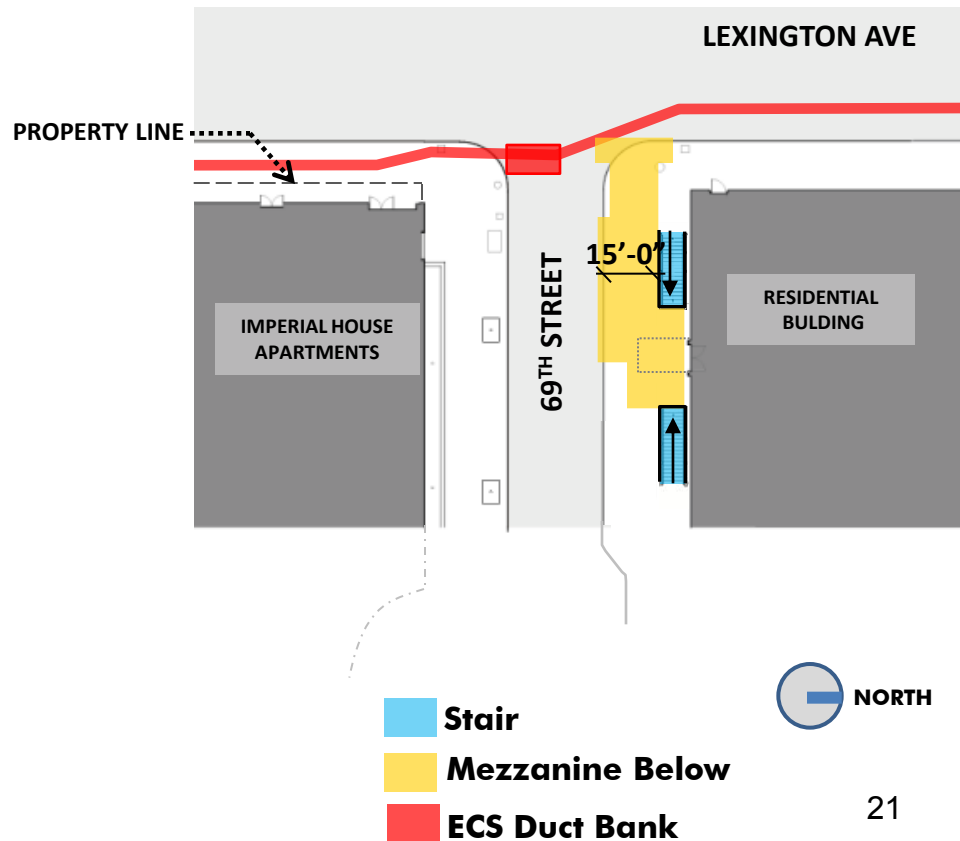 LEXINGTON AVE
PROPERTY LINE
15’-0”
69TH STREET
IMPERIAL HOUSE
APARTMENTS
RESIDENTIAL
BULDING
NORTH
Stair
Mezzanine Below
ECS Duct Bank
21